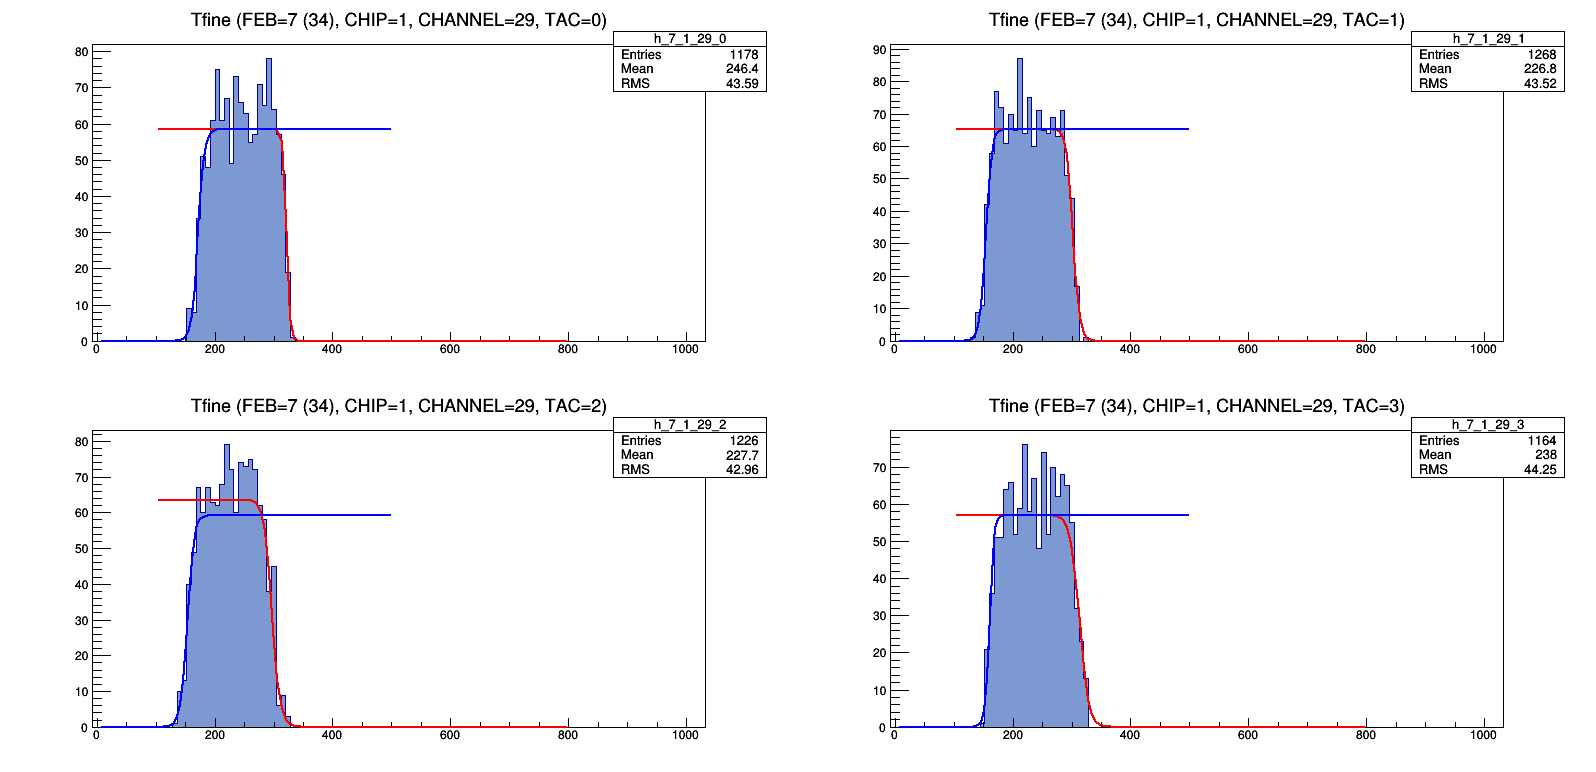 Tfine (FEB=7 (34), CHIP=1, CHANNEL=29, TAC=0)
h_7_1_29_0
Entries 1178
Mean 246.4
RMS 43.59
80
70
60
50
40
30
20
10
0
0 200 400 600 800 1000
Tfine (FEB=7 (34), CHIP=1, CHANNEL=29, TAC=1)
h_7_1_29_1
Entries 1268
Mean 226.8
RMS 43.52
90
80
70
60
50
40
30
20
10
0
0 200 400 600 800 1000
Tfine (FEB=7 (34), CHIP=1, CHANNEL=29, TAC=2)
h_7_1_29_2
Entries 1226
Mean 227.7
RMS 42.96
80
70
60
50
40
30
20
10
0
0 200 400 600 800 1000
Tfine (FEB=7 (34), CHIP=1, CHANNEL=29, TAC=3)
h_7_1_29_3
Entries 1164
Mean 238
RMS 44.25
70
60
50
40
30
20
10
0
0 200 400 600 800 1000